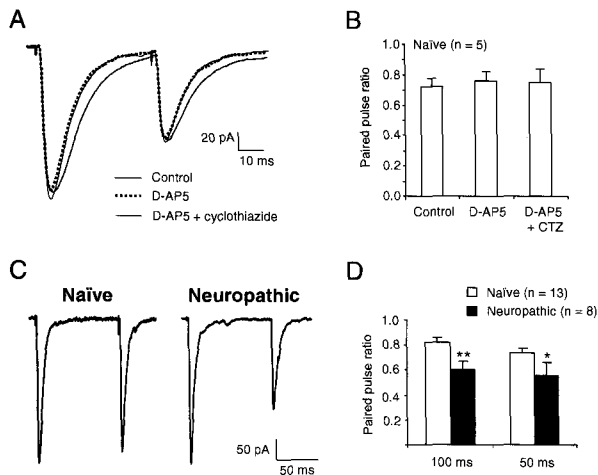 A
20 pA
10 ms
Control
D-AP5
D-AP5 + cyclothiazide
B
Naïve (n = 5)
Paired pulse ratio
1.0
0.8
0.6
0.4
0.2
0
Control
D-AP5
D-AP5
+ CTZ
C
Naïve
Neuropathic
50 pA
50 ms
D
Naïve (n = 13)
Neuropathic (n = 8)
Paired pulse ratio
1.0
0.8
0.6
0.4
0.2
**
*
100 ms
50 ms